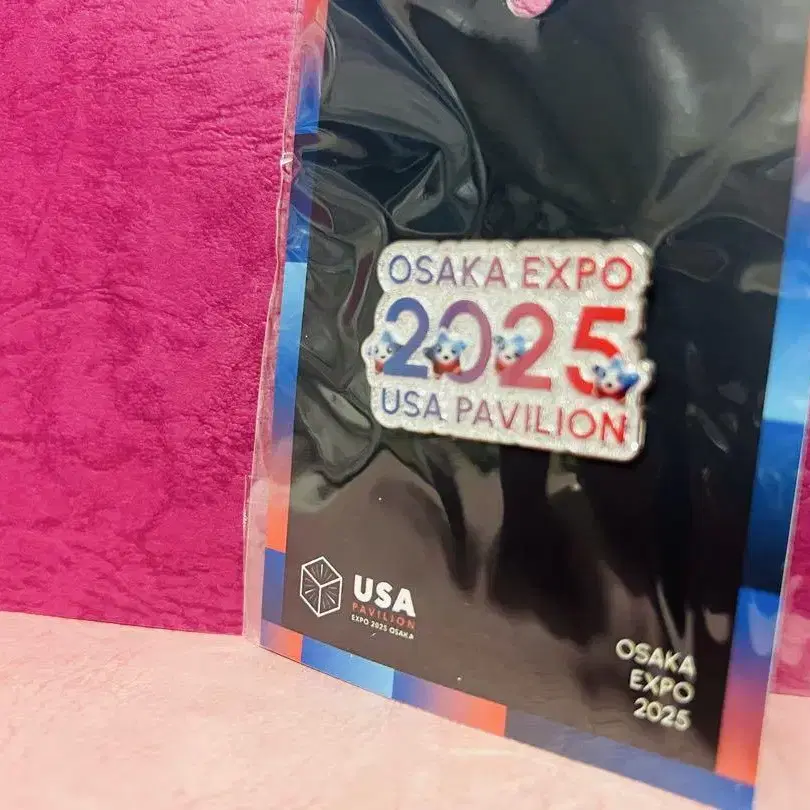 OSAKA EXPO
2025
USA PAVILION
USA
PAVILION
EXPO 2025 OSAKA
OSAKA
EXPO
2025